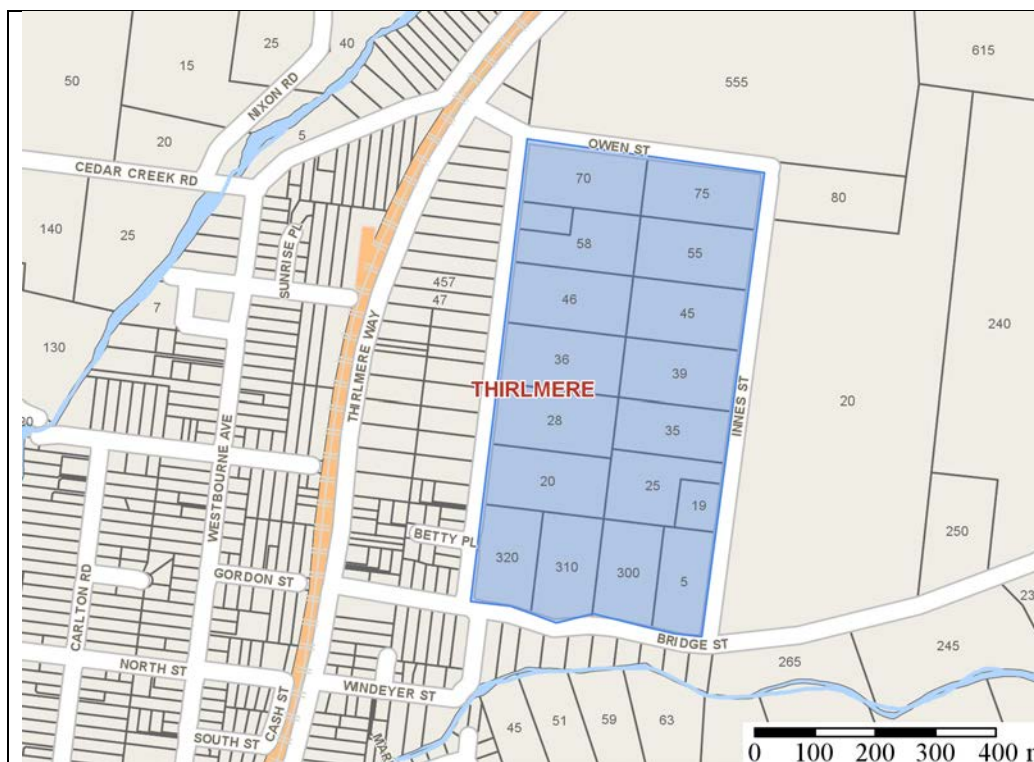 25
40
15
50
NIXON RD
555
615
20
5
OWEN ST
CEDAR CREEK RD
70
75
80
SUNRISE PL
140
25
58
55
457
47
7
46
45
240
130
THIRLMERE WAY
36
39
THIRLMERE
INNES ST
20
WESTBOURNE AVE
28
35
20
25
19
250
BETTY PL
320
310
300
5
GORDON ST
CARLTON RD
BRIDGE ST
NORTH ST
CASH ST
WINDEYER ST
265
245
SOUTH ST
45
51
59
63
0 100 200 300 400 m